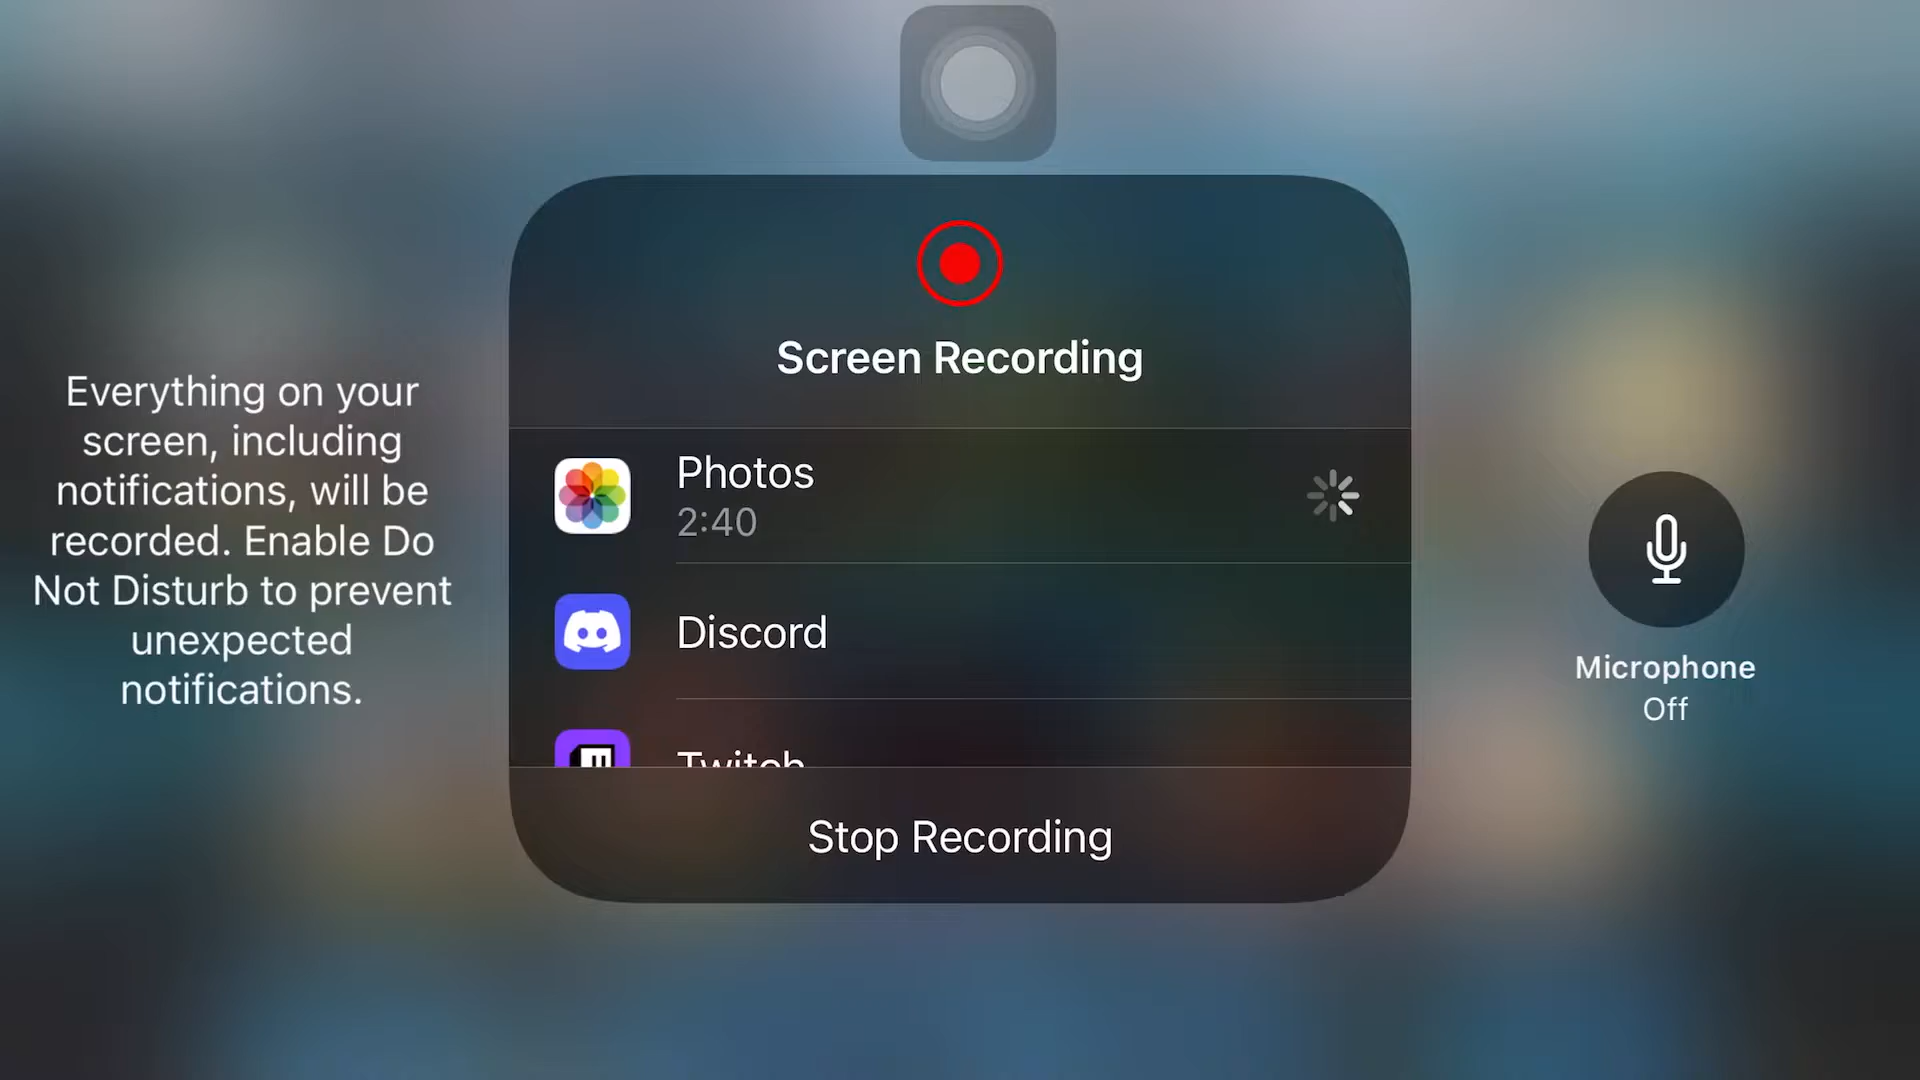 Screen Recording
Everything on your
screen, including
notifications, will be
recorded. Enable Do
Not Disturb to prevent
unexpected
notifications.
Photos
2:40
Discord
Twitch
Stop Recording
Microphone
Off